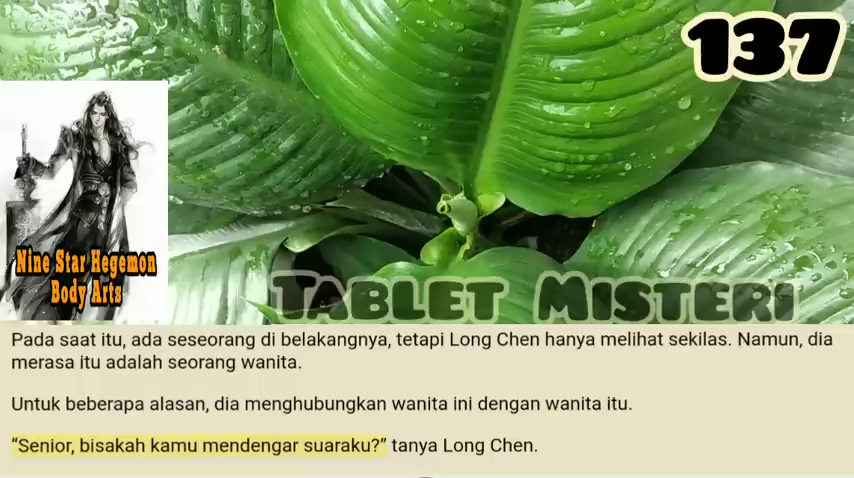 137
Nine Star Hegemon
Body Arts
Tablet Misteri
Pada saat itu, ada seseorang di belakangnya, tetapi Long Chen hanya melihat sekilas. Namun, dia
merasa itu adalah seorang wanita.
Untuk beberapa alasan, dia menghubungkan wanita ini dengan wanita itu.
“Senior, bisakah kamu mendengar suaraku?” tanya Long Chen.